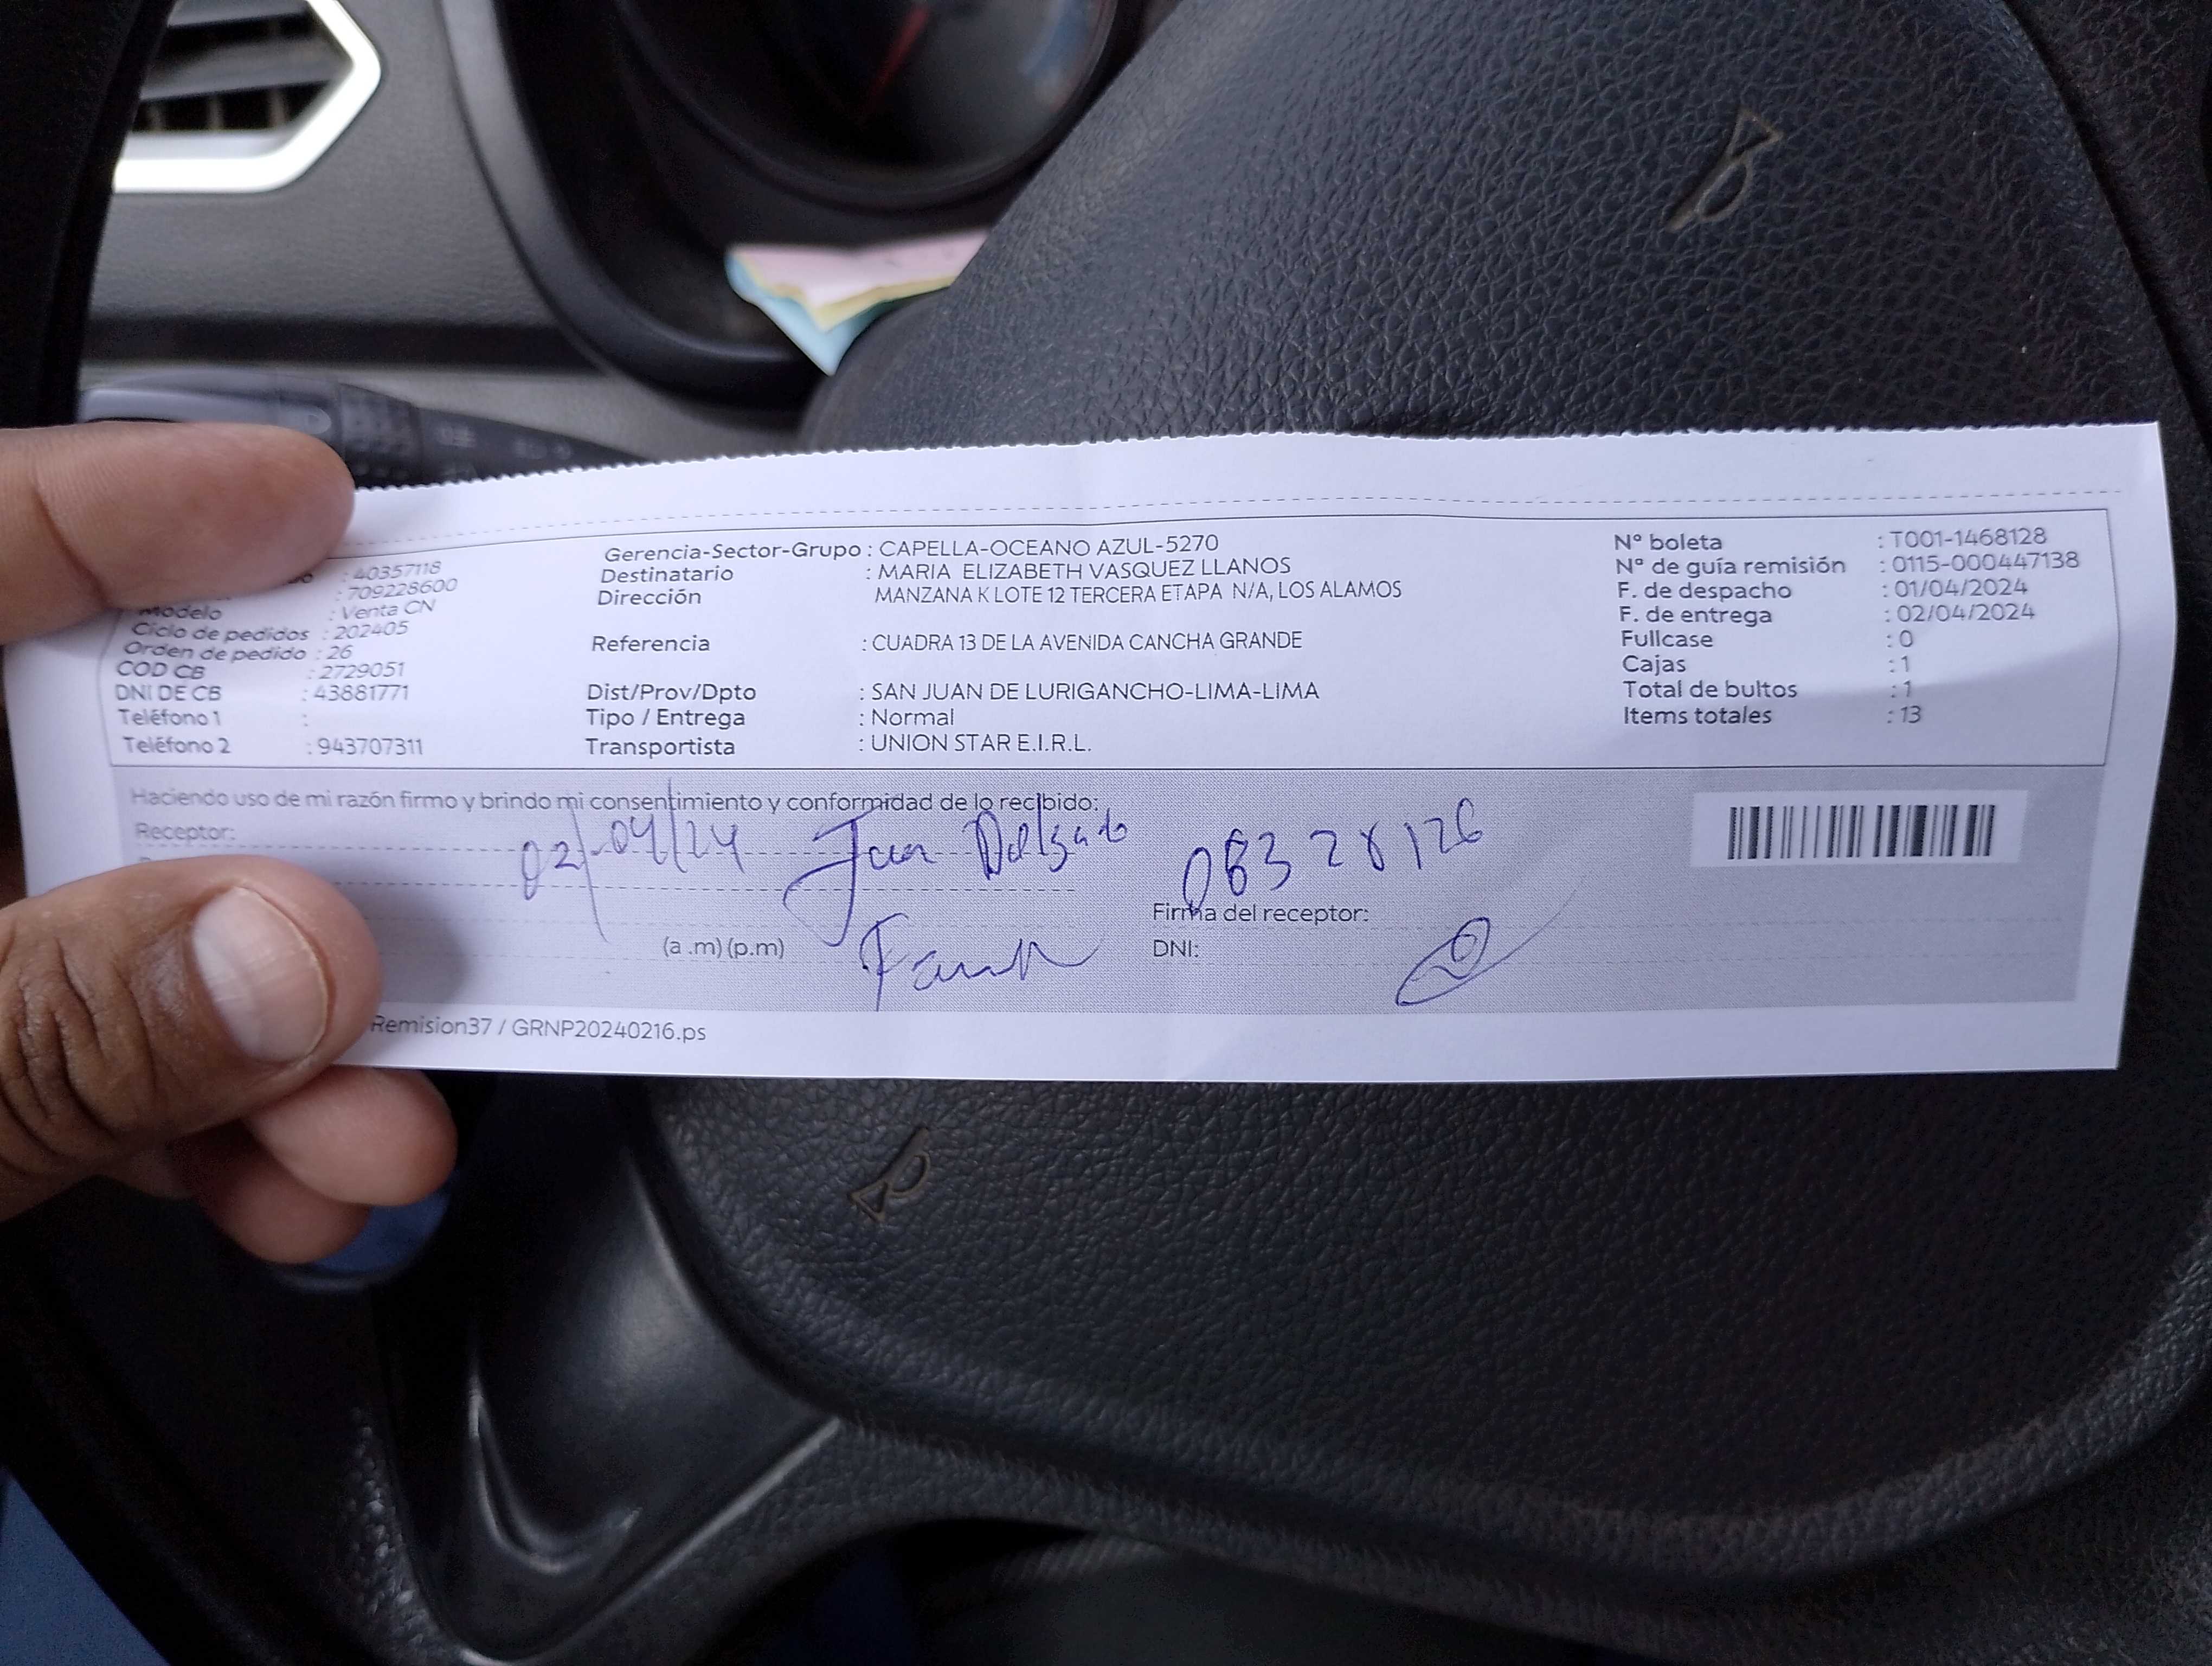 : 40357118
: 709228600
Modelo : Venta CN
Ciclo de pedidos : 202405
Orden de pedido : 26
COD CB : 2729051
DNI DE CB : 43881771
Teléfono 1 :
Teléfono 2 : 943707311
Gerencia-Sector-Grupo : CAPELLA-OCEANO AZUL-5270
Destinatario : MARIA ELIZABETH VASQUEZ LLANOS
Dirección MANZANA K LOTE 12 TERCERA ETAPA N/A, LOS ALAMOS
Referencia : CUADRA 13 DE LA AVENIDA CANCHA GRANDE
Dist/Prov/Dpto : SAN JUAN DE LURIGANCHO-LIMA-LIMA
Tipo / Entrega : Normal
Transportista : UNION STAR E.I.R.L.
Nº boleta : T001-1468128
Nº de guía remisión : 0115-000447138
F. de despacho : 01/04/2024
F. de entrega : 02/04/2024
Fullcase : 0
Cajas : 1
Total de bultos : 1
Items totales : 13
Haciendo uso de mi razón firmo y brindo mi consentimiento y conformidad de lo recibido:
Receptor:
02/04/24 Juan Delgado
Firma del receptor:
(a .m) (p.m)
DNI:
Remision37 / GRNP20240216.ps